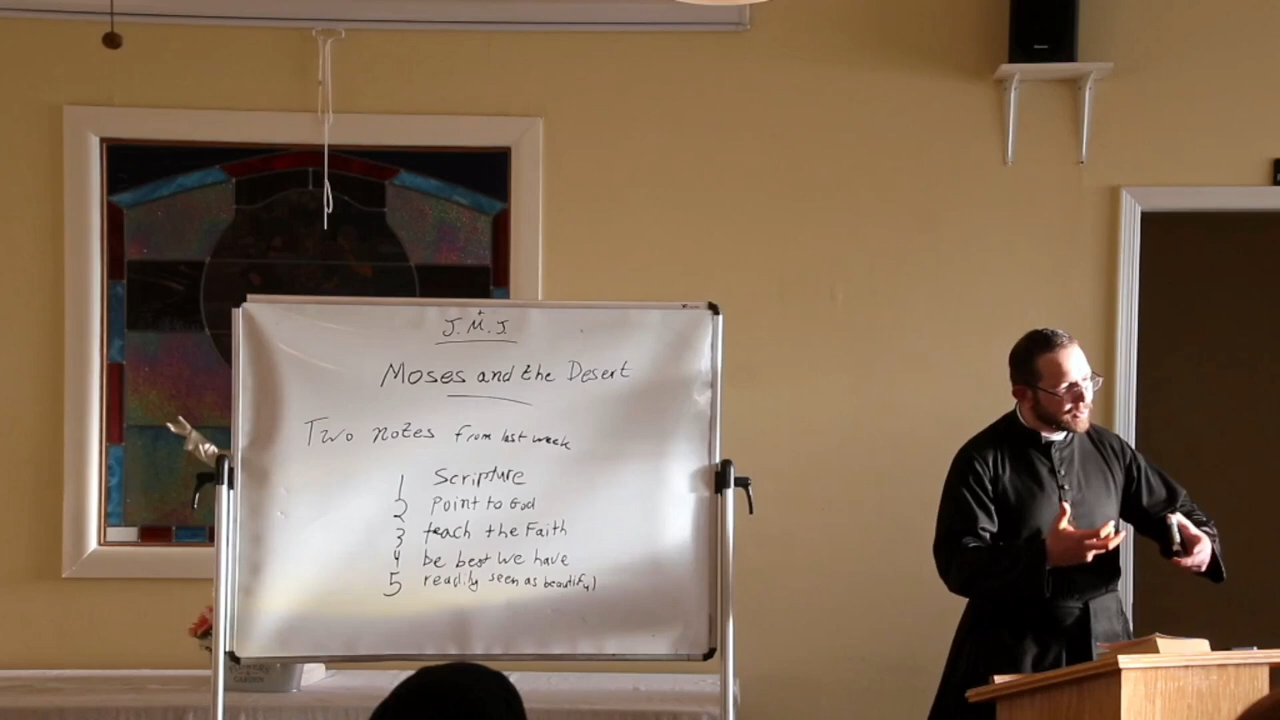 J.M.J.
Moses and the Desert
Two notes from last week
1 Scripture
2 point to God
3 teach the Faith
4 be best we have
5 readily seen as beautiful
GARDEN